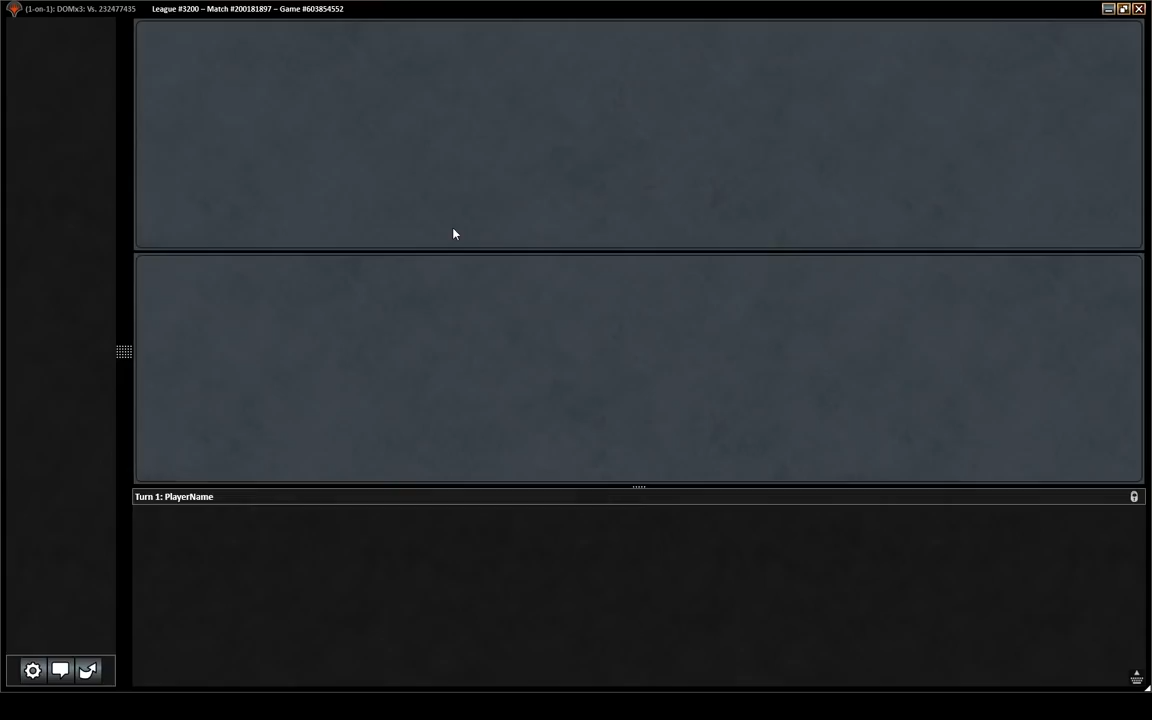 (1-on-1): DOMx3: Vs. 232477435 League #3200 – Match #200181897 – Game #603854552
Turn 1: PlayerName